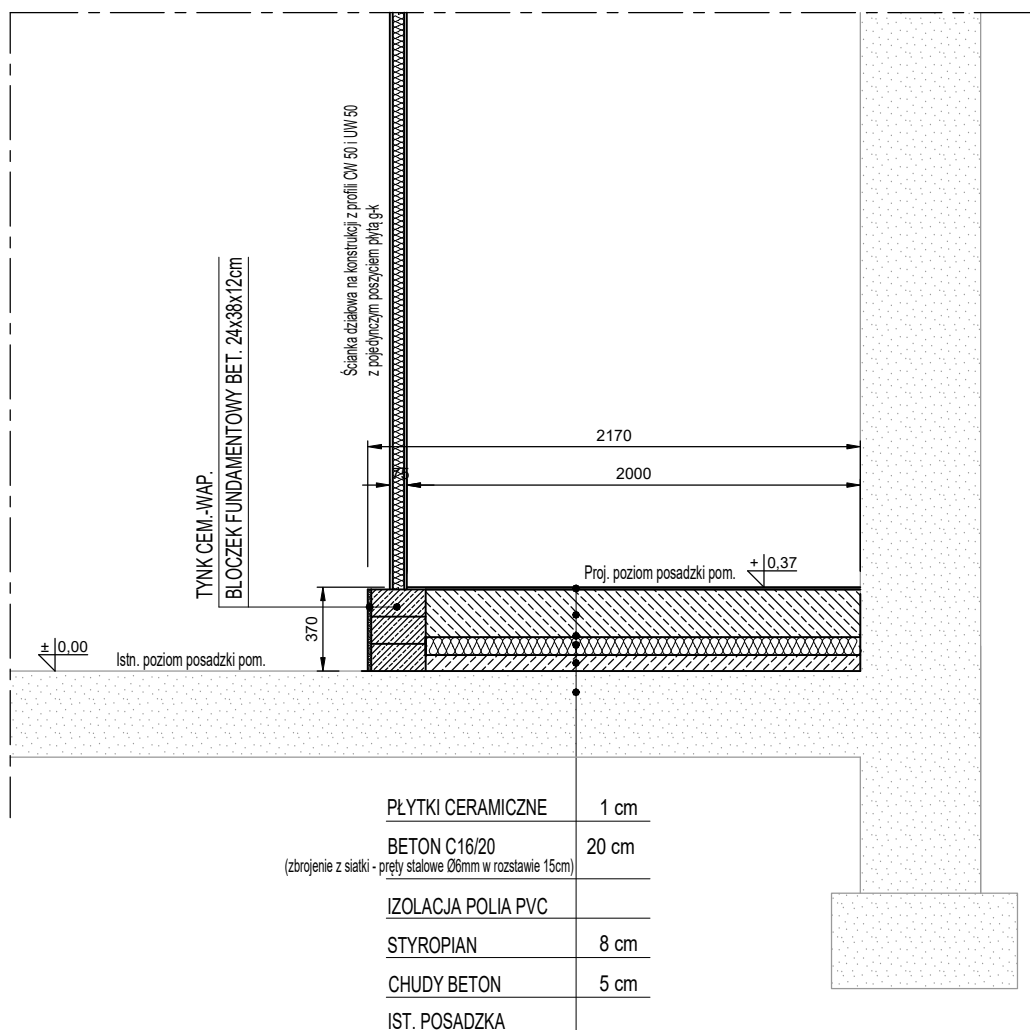 Ścianka działowa na konstrukcji z profili CW 50 i UW 50
z pojedynczym poszyciem płytą g-k
TYNK CEM.-WAP.
BLOCZEK FUNDAMENTOWY BET. 24x38x12cm
2170
75
2000
Proj. poziom posadzki pom.
+ 0,37
370
± 0,00
Istn. poziom posadzki pom.
PŁYTKI CERAMICZNE 1 cm
BETON C16/20 20 cm
(zbrojenie z siatki - pręty stalowe Ø6mm w rozstawie 15cm)
IZOLACJA POLIA PVC
STYROPIAN 8 cm
CHUDY BETON 5 cm
IST. POSADZKA